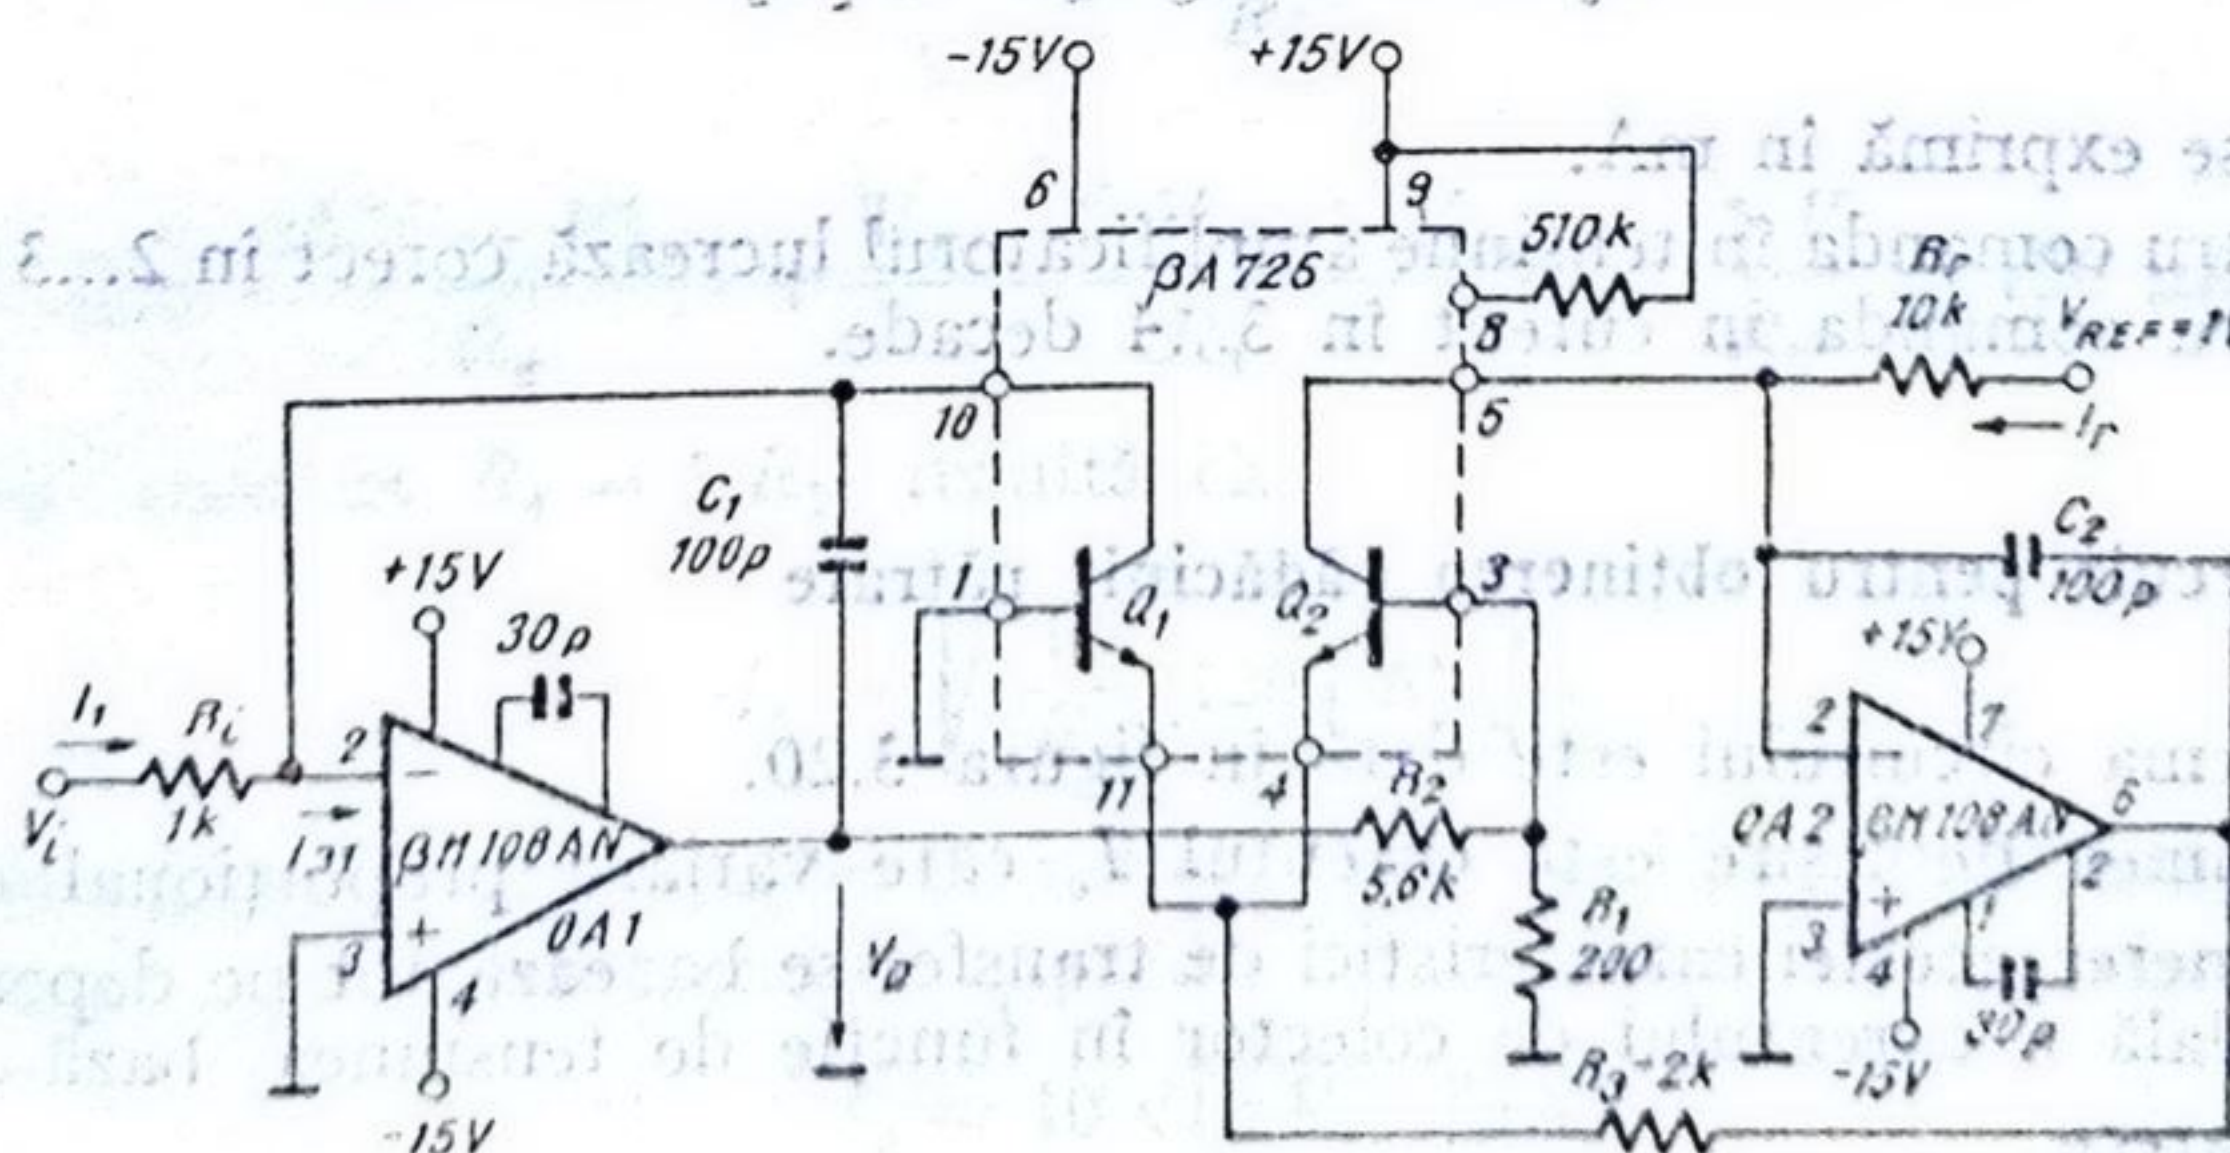 -15V
+15V
6
9
510k
βA726
8
Rr
10k
10
5
Ir
C1
100p
C2
100p
+15V
30p
1
Q1
Q2
3
+15V
7
I1
Ri
2
1k
Vi
βM108AN
OA1
+
3
4
-15V
11
4
R2
5,6k
Vo
R1
200
R3-2k
2
OA2
βM108AN
6
2
+
3
1
4
30p
-15V